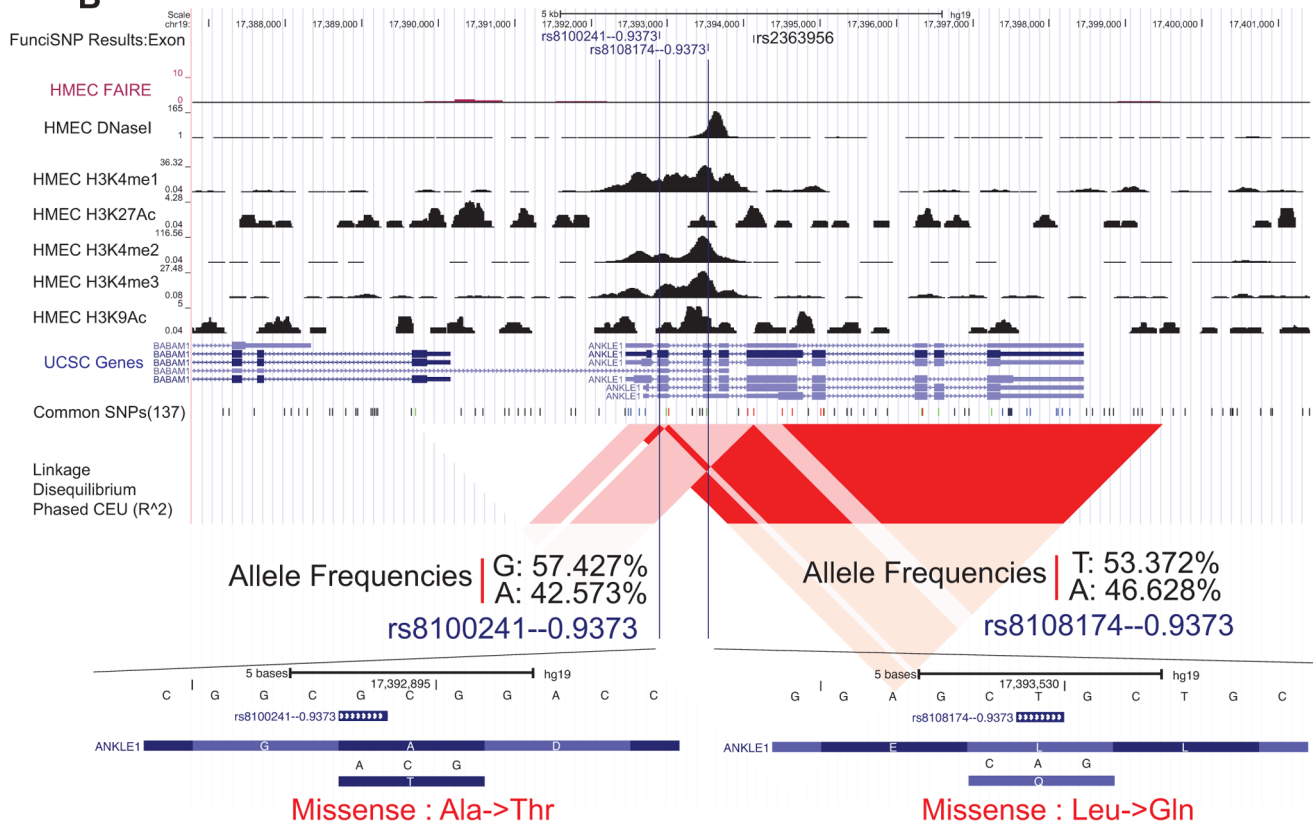 B
Scale
5 kb hg19
chr19: 17,388,000 17,389,000 17,390,000 17,391,000 17,392,000 17,393,000 17,394,000 17,395,000 17,396,000 17,397,000 17,398,000 17,399,000 17,400,000 17,401,000
FunciSNP Results:Exon
rs8100241--0.9373
rs2363956
rs8108174--0.9373
10
HMEC FAIRE
0
165
HMEC DNaseI
1
36.32
HMEC H3K4me1
0.04
4.28
HMEC H3K27Ac
0.04
116.56
HMEC H3K4me2
0.04
27.48
HMEC H3K4me3
0.08
5
HMEC H3K9Ac
0.04
UCSC Genes
BABAM1 ANKLE1
BABAM1 ANKLE1
BABAM1 ANKLE1
BABAM1
BABAM1 ANKLE1
ANKLE1
ANKLE1
Common SNPs(137)
Linkage
Disequilibrium
Phased CEU (R^2)
Allele Frequencies
G: 57.427%
A: 42.573%
rs8100241--0.9373
Allele Frequencies
T: 53.372%
A: 46.628%
rs8108174--0.9373
5 bases hg19
17,392,895
C G G C G C G G A C C
rs8100241--0.9373
ANKLE1 G A D
A C G
T
Missense : Ala->Thr
5 bases hg19
17,393,530
G G A G C T G C T G C
rs8108174--0.9373
ANKLE1 E L L
C A G
Q
Missense : Leu->Gln